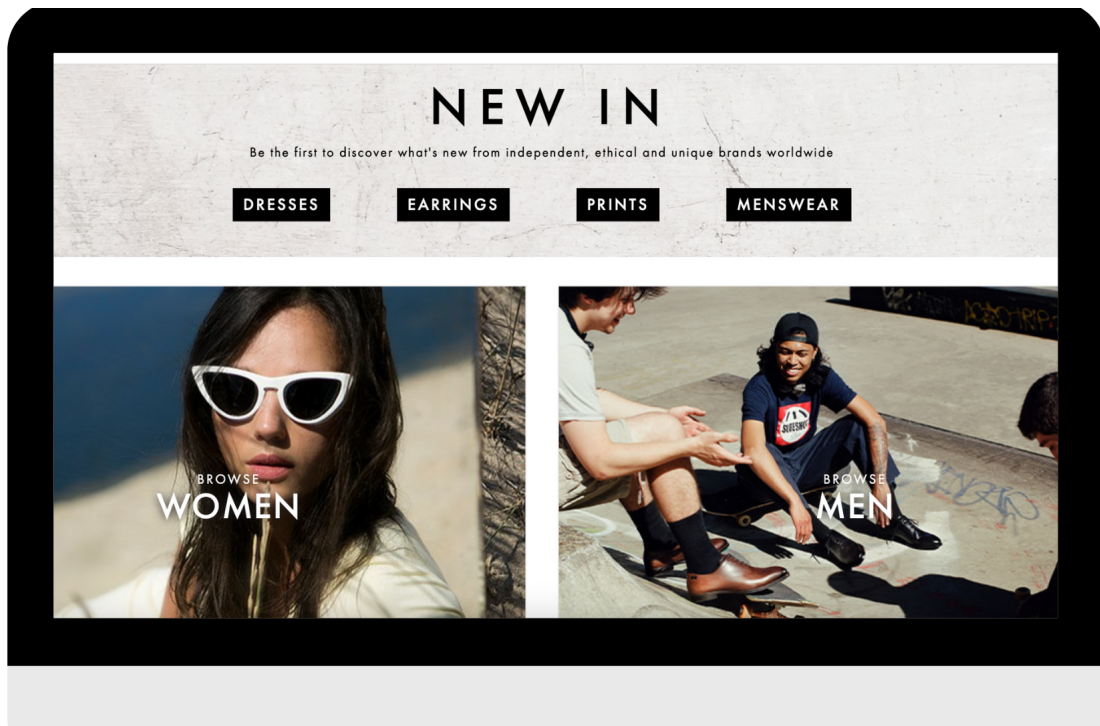 NEW IN
Be the first to discover what's new from independent, ethical and unique brands worldwide
DRESSES EARRINGS PRINTS MENSWEAR
BROWSE
WOMEN
BROWSE
MEN